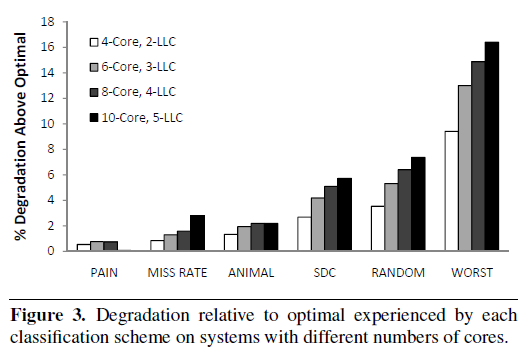 18
16
14
12
10
8
6
4
2
0
% Degradation Above Optimal
4-Core, 2-LLC
6-Core, 3-LLC
8-Core, 4-LLC
10-Core, 5-LLC
PAIN MISS RATE ANIMAL SDC RANDOM WORST
Figure 3. Degradation relative to optimal experienced by each
classification scheme on systems with different numbers of cores.